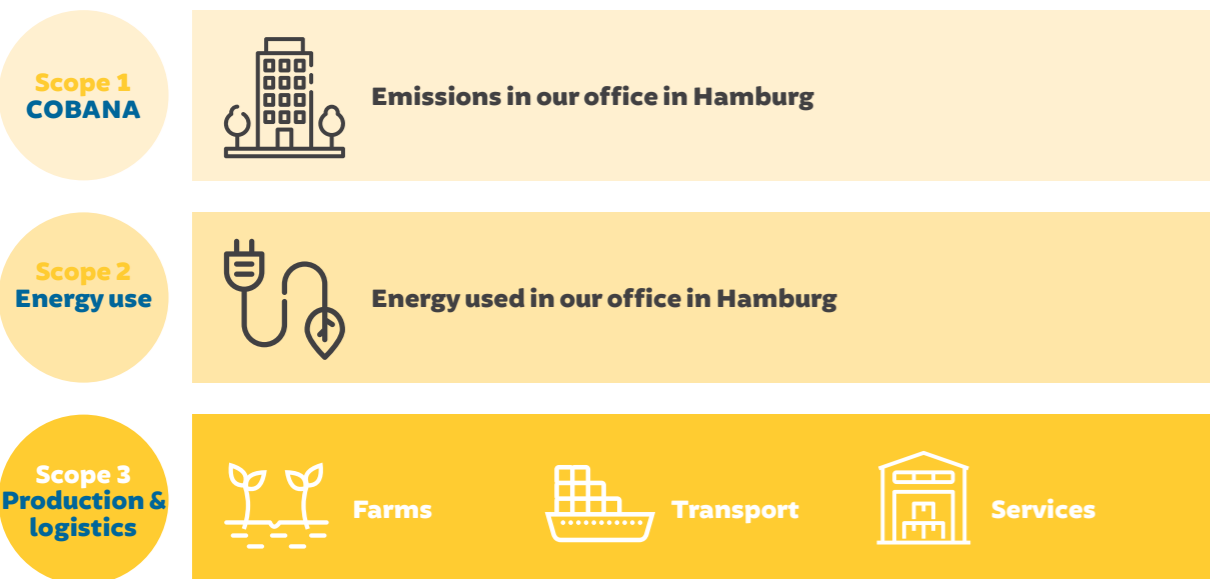 Scope 1
COBANA
Emissions in our office in Hamburg
Scope 2
Energy use
Energy used in our office in Hamburg
Scope 3
Production &
logistics
Farms
Transport
Services